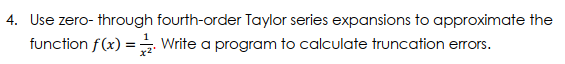 4. Use zero- through fourth-order Taylor series expansions to approximate the
function f(x) = 1/x². Write a program to calculate truncation errors.